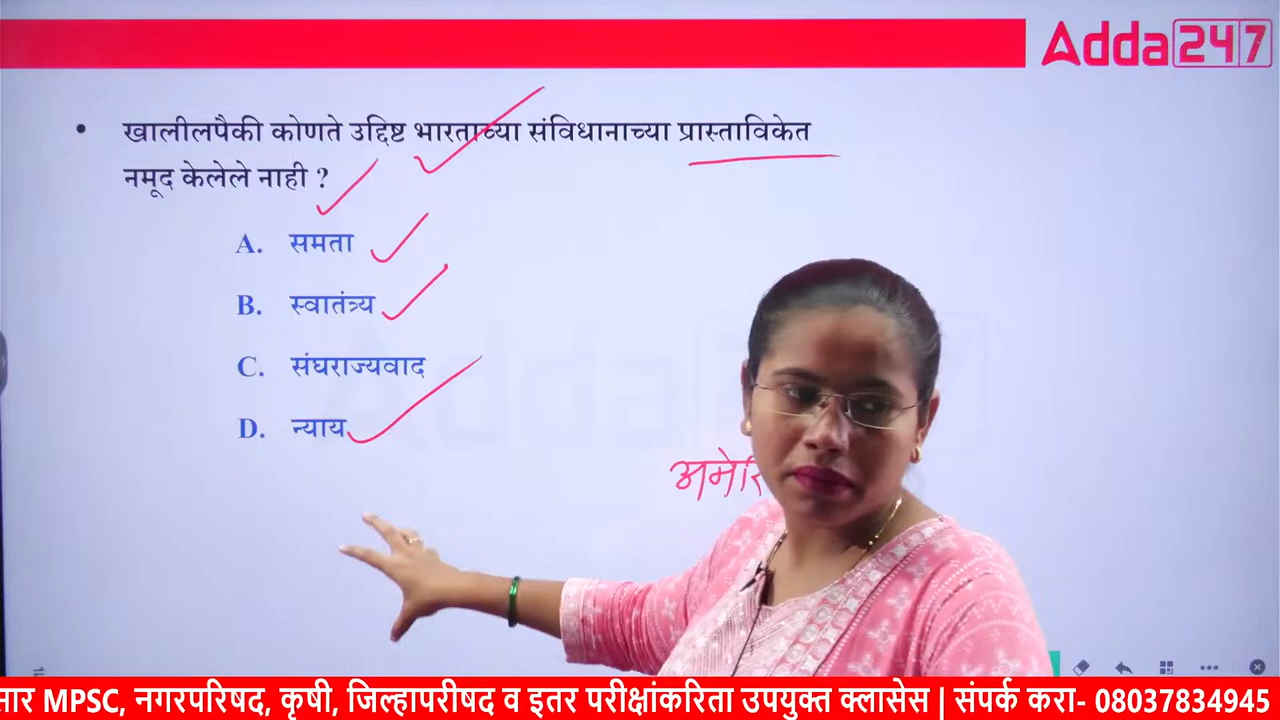 Adda247
• खालीलपैकी कोणते उद्दिष्ट भारताच्या संविधानाच्या प्रास्ताविकेत
नमूद केलेले नाही ?
A. समता
B. स्वातंत्र्य
C. संघराज्यवाद
D. न्याय
सार MPSC, नगरपरिषद, कृषी, जिल्हापरीषद व इतर परीक्षांकरिता उपयुक्त क्लासेस | संपर्क करा- 08037834945